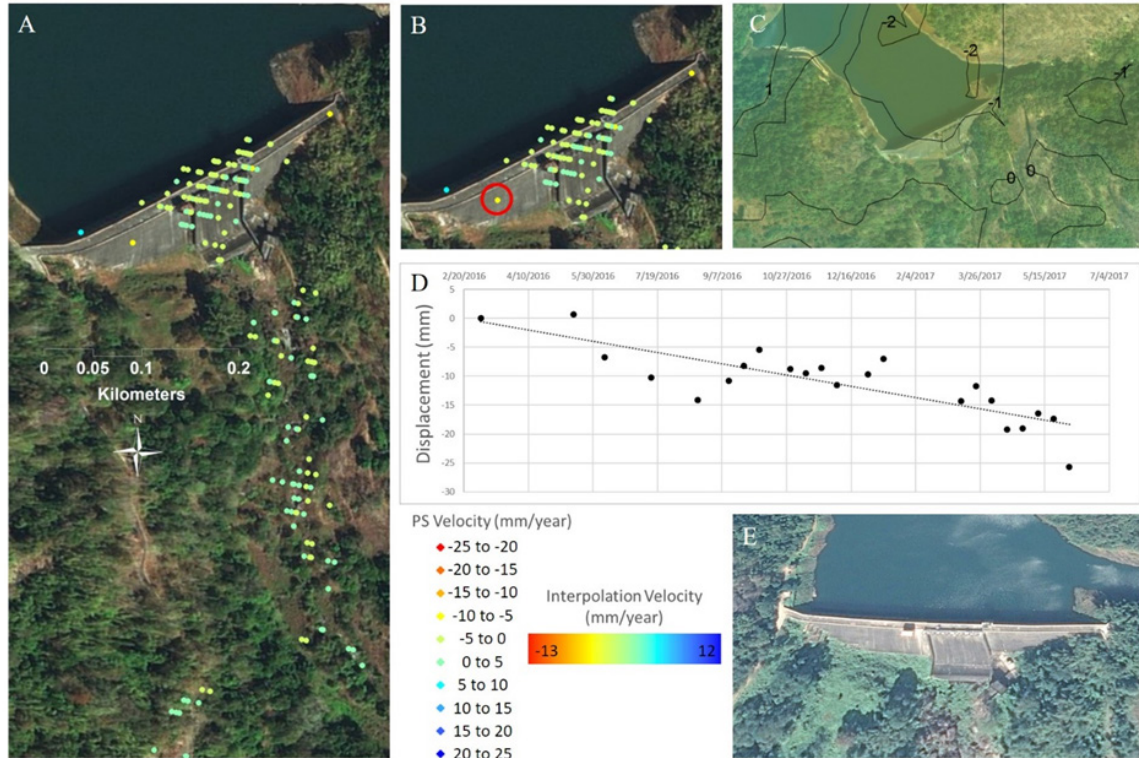 A
B
C
-2
-2
-1
1
-1
0
0
D
2/20/2016 4/10/2016 5/30/2016 7/19/2016 9/7/2016 10/27/2016 12/16/2016 2/4/2017 3/26/2017 5/15/2017 7/4/2017
Displacement (mm)
5
0
-5
-10
-15
-20
-25
-30
0 0.05 0.1 0.2
Kilometers
N
PS Velocity (mm/year)
-25 to -20
-20 to -15
-15 to -10
-10 to -5
-5 to 0
0 to 5
5 to 10
10 to 15
15 to 20
20 to 25
Interpolation Velocity
(mm/year)
-13 12
E